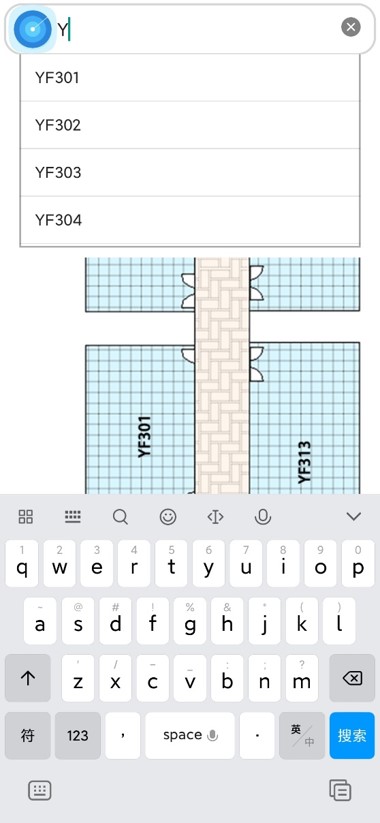 Y
YF301
YF302
YF303
YF304
YF301
YF313
1 2 3 4 5 6 7 8 9 0
q w e r t y u i o p
~ @ # ! % & * ( )
a s d f g h j k l
' / – _ : ; ?
z x c v b n m
符 123 , space . 英/中 搜索